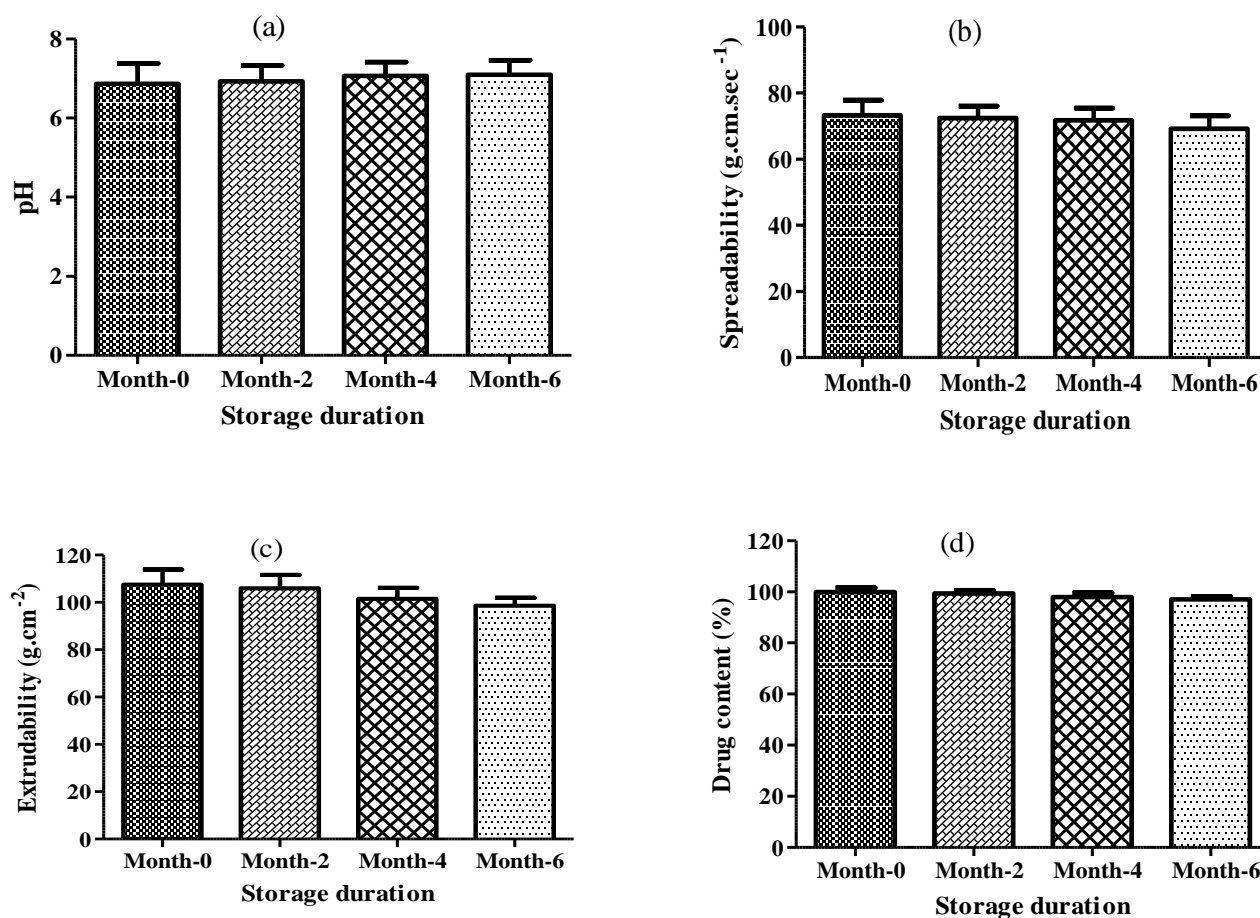 (a)
8
6
4
2
0
pH
Month-0 Month-2 Month-4 Month-6
Storage duration
(b)
100
80
60
40
20
0
Spreadability (g.cm.sec⁻¹)
Month-0 Month-2 Month-4 Month-6
Storage duration
(c)
120
100
80
60
40
20
0
Extrudability (g.cm⁻²)
Month-0 Month-2 Month-4 Month-6
Storage duration
(d)
120
100
80
60
40
20
0
Drug content (%)
Month-0 Month-2 Month-4 Month-6
Storage duration